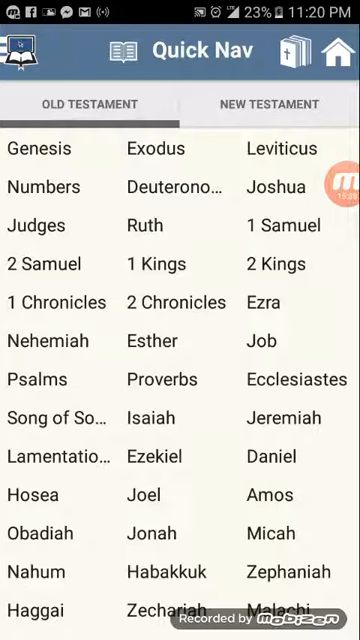 LTE 23% 11:20 PM
Quick Nav
OLD TESTAMENT NEW TESTAMENT
Genesis Exodus Leviticus
Numbers Deuterono... Joshua
Judges Ruth 1 Samuel
2 Samuel 1 Kings 2 Kings
1 Chronicles 2 Chronicles Ezra
Nehemiah Esther Job
Psalms Proverbs Ecclesiastes
Song of So... Isaiah Jeremiah
Lamentatio... Ezekiel Daniel
Hosea Joel Amos
Obadiah Jonah Micah
Nahum Habakkuk Zephaniah
Haggai Zechariah Malachi
Recorded by mobizen